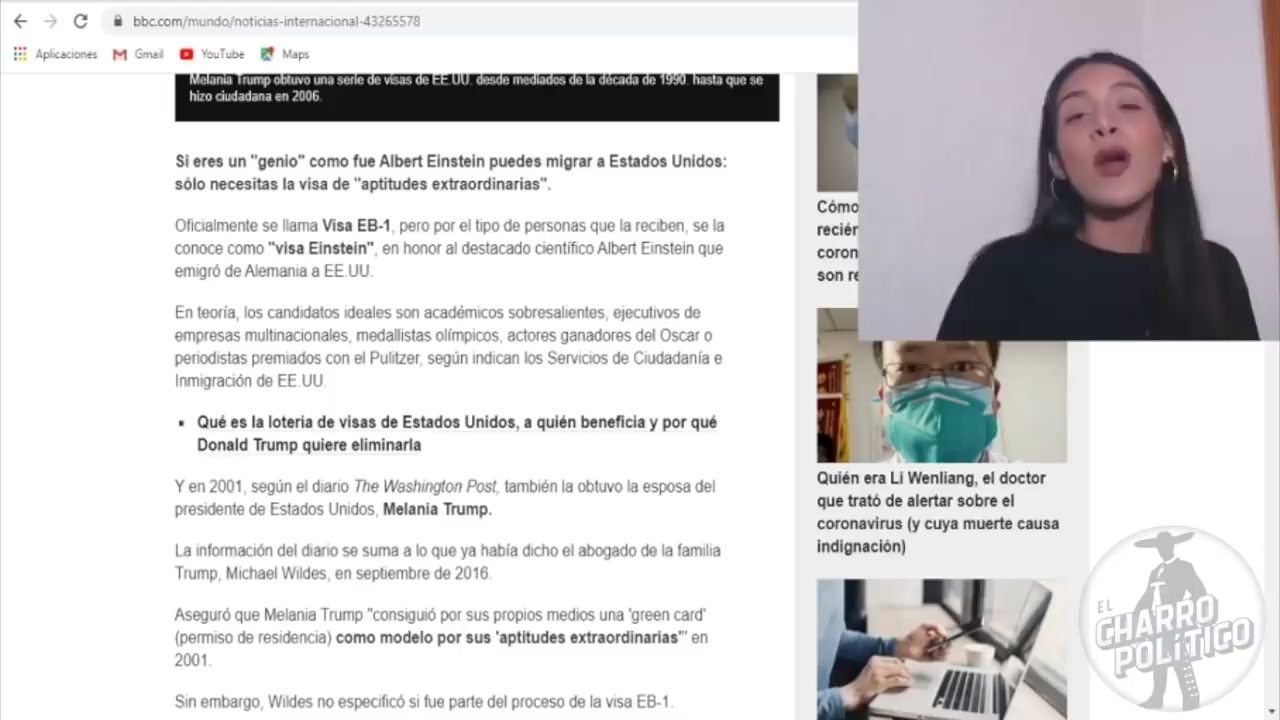 bbc.com/mundo/noticias-internacional-43265578
Aplicaciones
Gmail
YouTube
Maps
Melania Trump obtuvo una serie de visas de EE.UU. desde mediados de la década de 1990. hasta que se
hizo ciudadana en 2006.
Si eres un "genio" como fue Albert Einstein puedes migrar a Estados Unidos:
sólo necesitas la visa de "aptitudes extraordinarias".
Oficialmente se llama Visa EB-1, pero por el tipo de personas que la reciben, se la
conoce como "visa Einstein", en honor al destacado científico Albert Einstein que
emigró de Alemania a EE.UU.
En teoría, los candidatos ideales son académicos sobresalientes, ejecutivos de
empresas multinacionales, medallistas olímpicos, actores ganadores del Oscar o
periodistas premiados con el Pulitzer, según indican los Servicios de Ciudadanía e
Inmigración de EE.UU.
Qué es la lotería de visas de Estados Unidos, a quién beneficia y por qué
Donald Trump quiere eliminarla
Y en 2001, según el diario The Washington Post, también la obtuvo la esposa del
presidente de Estados Unidos, Melania Trump.
La información del diario se suma a lo que ya había dicho el abogado de la familia
Trump, Michael Wildes, en septiembre de 2016.
Aseguró que Melania Trump "consiguió por sus propios medios una 'green card'
(permiso de residencia) como modelo por sus 'aptitudes extraordinarias'" en
2001.
Sin embargo, Wildes no especificó si fue parte del proceso de la visa EB-1.
Cómo
recién
coron
son re
Quién era Li Wenliang, el doctor
que trató de alertar sobre el
coronavirus (y cuya muerte causa
indignación)
EL
CHARRO
POLÍTICO